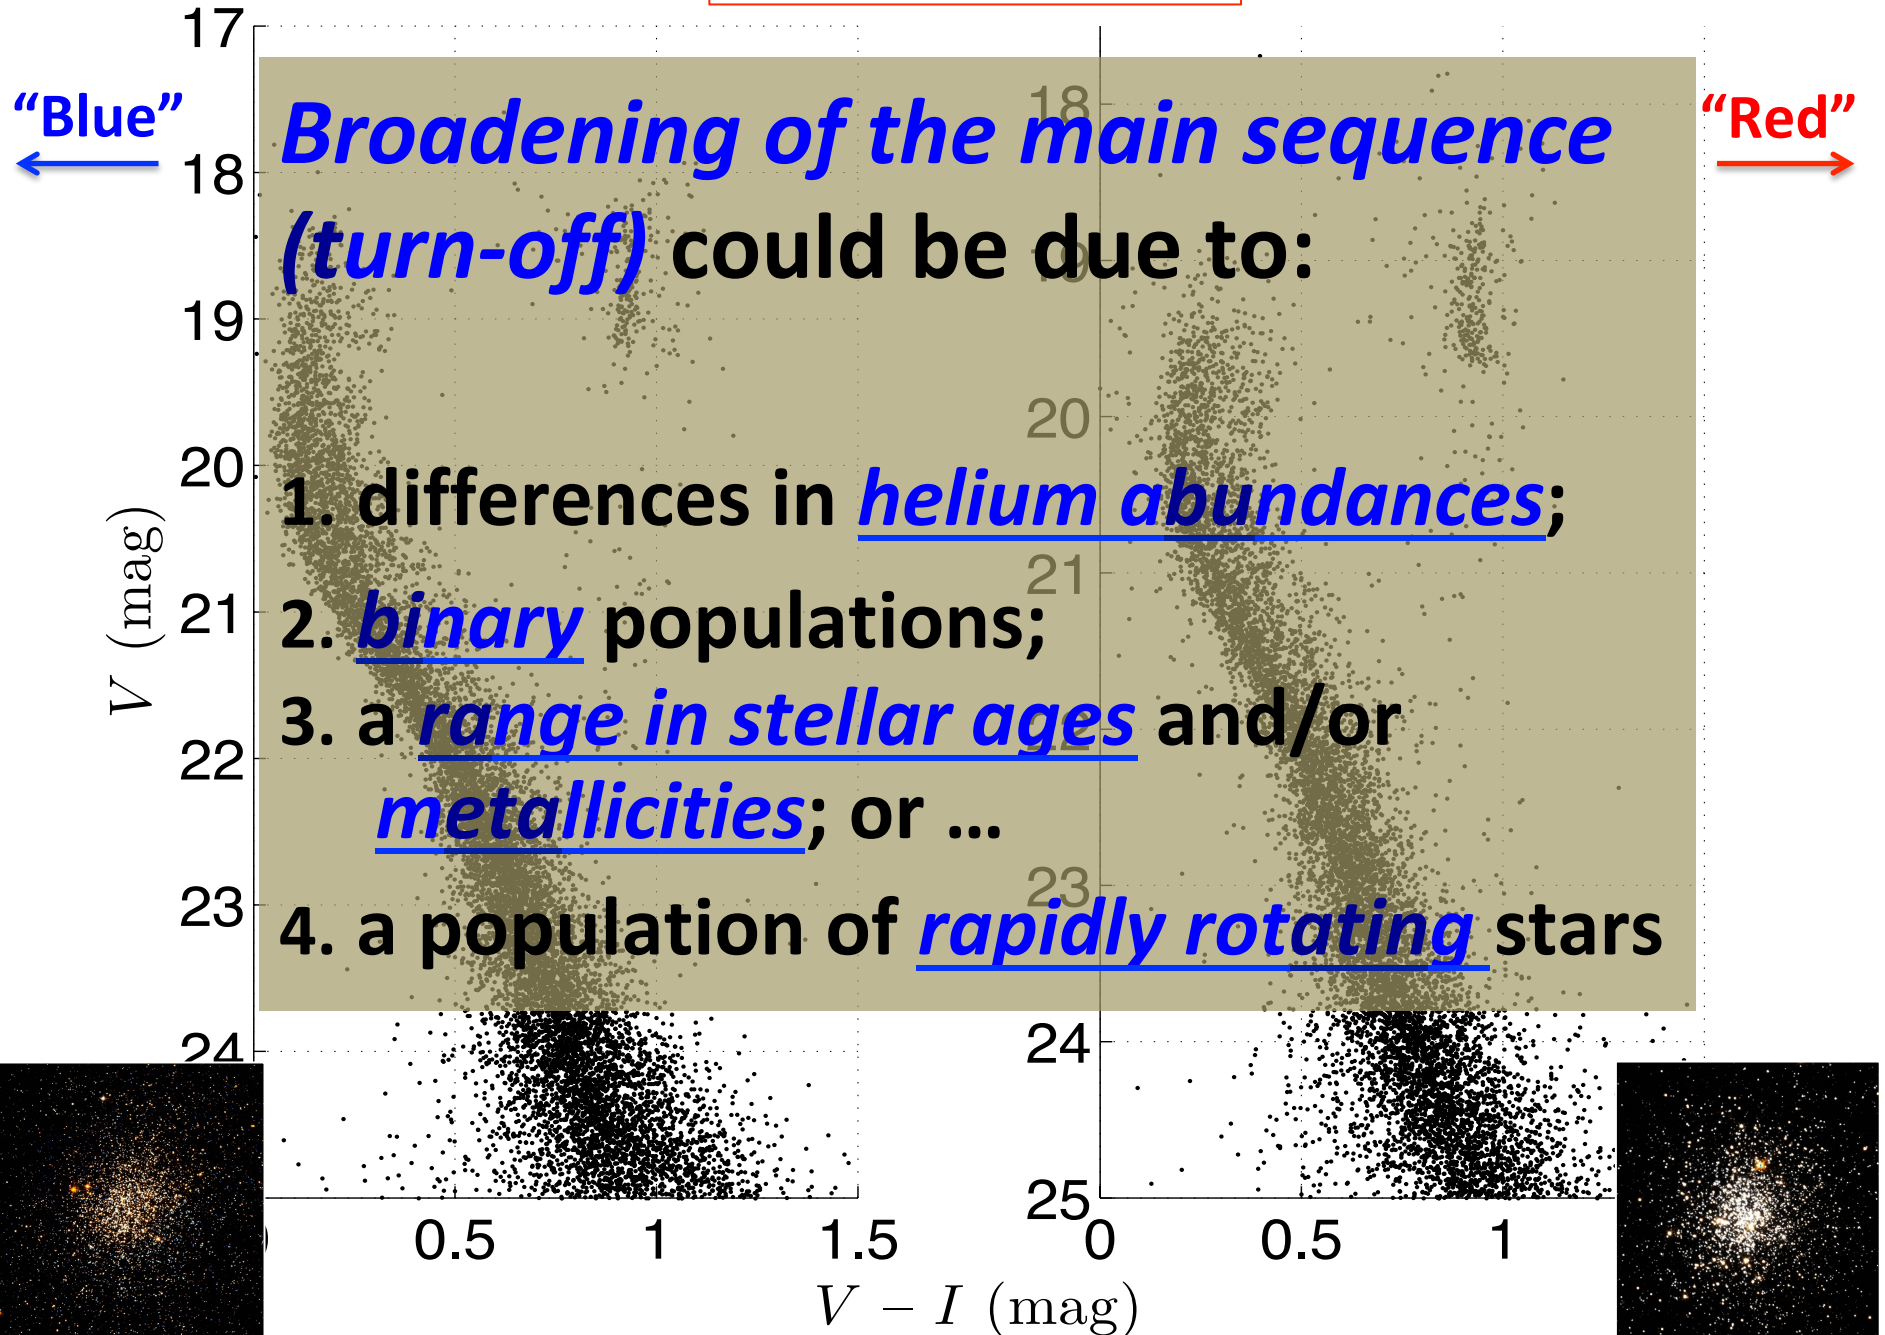 “Blue”
“Red”
Broadening of the main sequence
(turn-off) could be due to:
1. differences in helium abundances;
2. binary populations;
3. a range in stellar ages and/or
metallicities; or …
4. a population of rapidly rotating stars
V (mag)
17
18
19
20
21
22
23
24
18
19
20
21
22
23
24
25
0.5 1 1.5
0 0.5 1
V – I (mag)